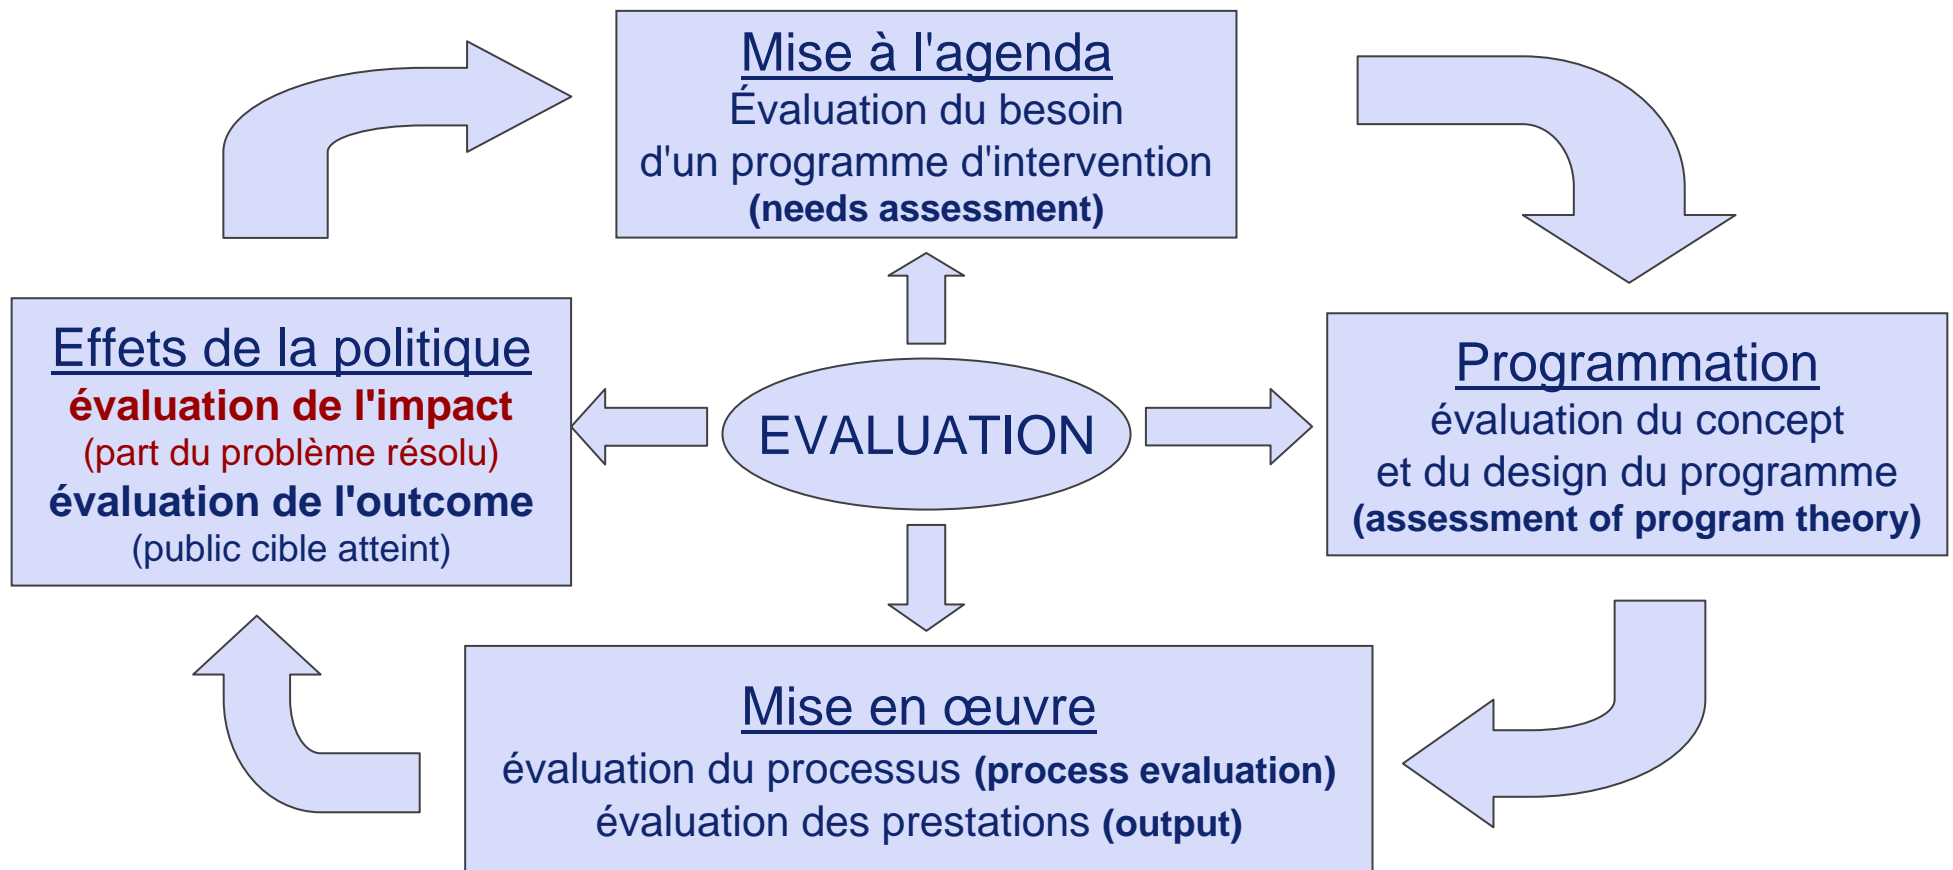 Mise à l'agenda
Évaluation du besoin
d'un programme d'intervention
(needs assessment)
Effets de la politique
évaluation de l'impact
(part du problème résolu)
évaluation de l'outcome
(public cible atteint)
EVALUATION
Programmation
évaluation du concept
et du design du programme
(assessment of program theory)
Mise en œuvre
évaluation du processus (process evaluation)
évaluation des prestations (output)